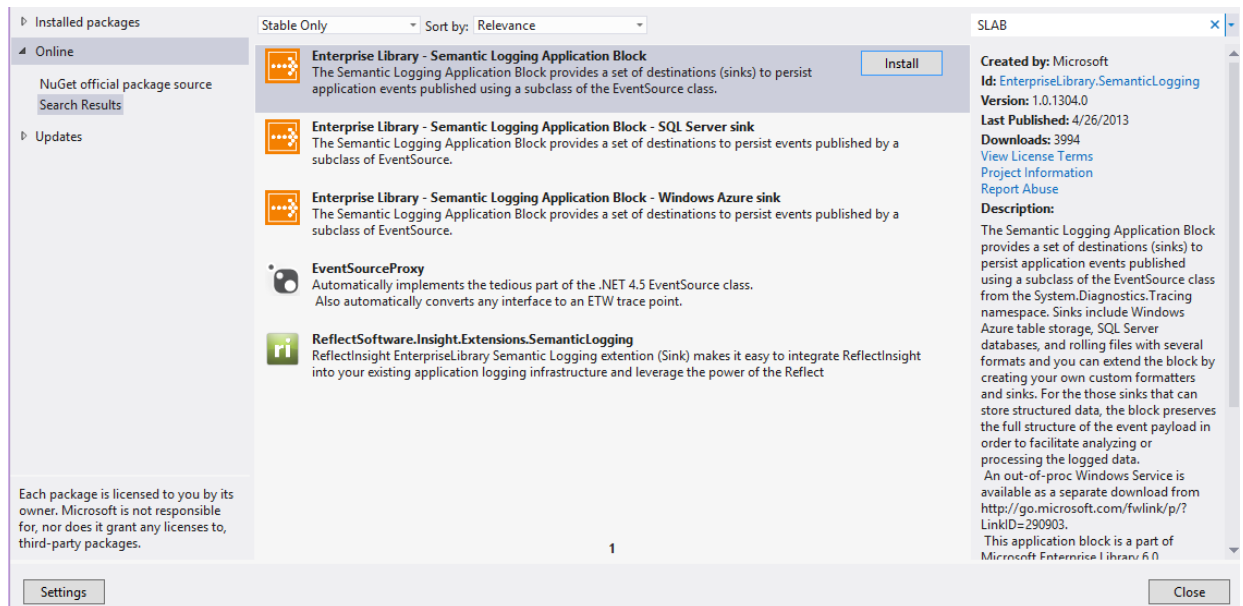 Installed packages
Online
NuGet official package source
Search Results
Updates
Each package is licensed to you by its
owner. Microsoft is not responsible
for, nor does it grant any licenses to,
third-party packages.
Settings
Stable Only
Sort by: Relevance
Enterprise Library - Semantic Logging Application Block
The Semantic Logging Application Block provides a set of destinations (sinks) to persist
application events published using a subclass of the EventSource class.
Install
Enterprise Library - Semantic Logging Application Block - SQL Server sink
The Semantic Logging Application Block provides a set of destinations to persist events published by a
subclass of EventSource.
Enterprise Library - Semantic Logging Application Block - Windows Azure sink
The Semantic Logging Application Block provides a set of destinations to persist events published by a
subclass of EventSource.
EventSourceProxy
Automatically implements the tedious part of the .NET 4.5 EventSource class.
Also automatically converts any interface to an ETW trace point.
ri
ReflectSoftware.Insight.Extensions.SemanticLogging
ReflectInsight EnterpriseLibrary Semantic Logging extention (Sink) makes it easy to integrate ReflectInsight
into your existing application logging infrastructure and leverage the power of the Reflect
1
SLAB
Created by: Microsoft
Id: EnterpriseLibrary.SemanticLogging
Version: 1.0.1304.0
Last Published: 4/26/2013
Downloads: 3994
View License Terms
Project Information
Report Abuse
Description:
The Semantic Logging Application Block
provides a set of destinations (sinks) to
persist application events published
using a subclass of the EventSource class
from the System.Diagnostics.Tracing
namespace. Sinks include Windows
Azure table storage, SQL Server
databases, and rolling files with several
formats and you can extend the block by
creating your own custom formatters
and sinks. For the those sinks that can
store structured data, the block preserves
the full structure of the event payload in
order to facilitate analyzing or
processing the logged data.
An out-of-proc Windows Service is
available as a separate download from
http://go.microsoft.com/fwlink/p/?
LinkID=290903.
This application block is a part of
Microsoft Enterprise Library 6.0
Close